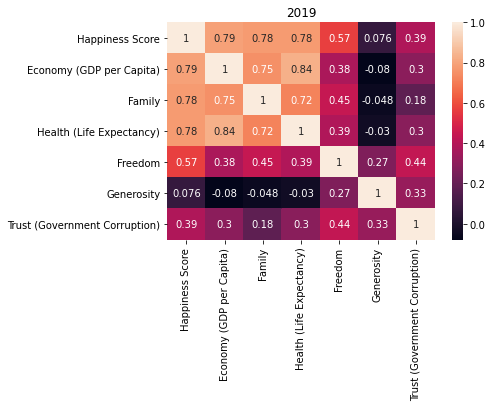 2019
Happiness Score 1 0.79 0.78 0.78 0.57 0.076 0.39
Economy (GDP per Capita) 0.79 1 0.75 0.84 0.38 -0.08 0.3
Family 0.78 0.75 1 0.72 0.45 -0.048 0.18
Health (Life Expectancy) 0.78 0.84 0.72 1 0.39 -0.03 0.3
Freedom 0.57 0.38 0.45 0.39 1 0.27 0.44
Generosity 0.076 -0.08 -0.048 -0.03 0.27 1 0.33
Trust (Government Corruption) 0.39 0.3 0.18 0.3 0.44 0.33 1
Happiness Score
Economy (GDP per Capita)
Family
Health (Life Expectancy)
Freedom
Generosity
Trust (Government Corruption)
1.0
0.8
0.6
0.4
0.2
0.0